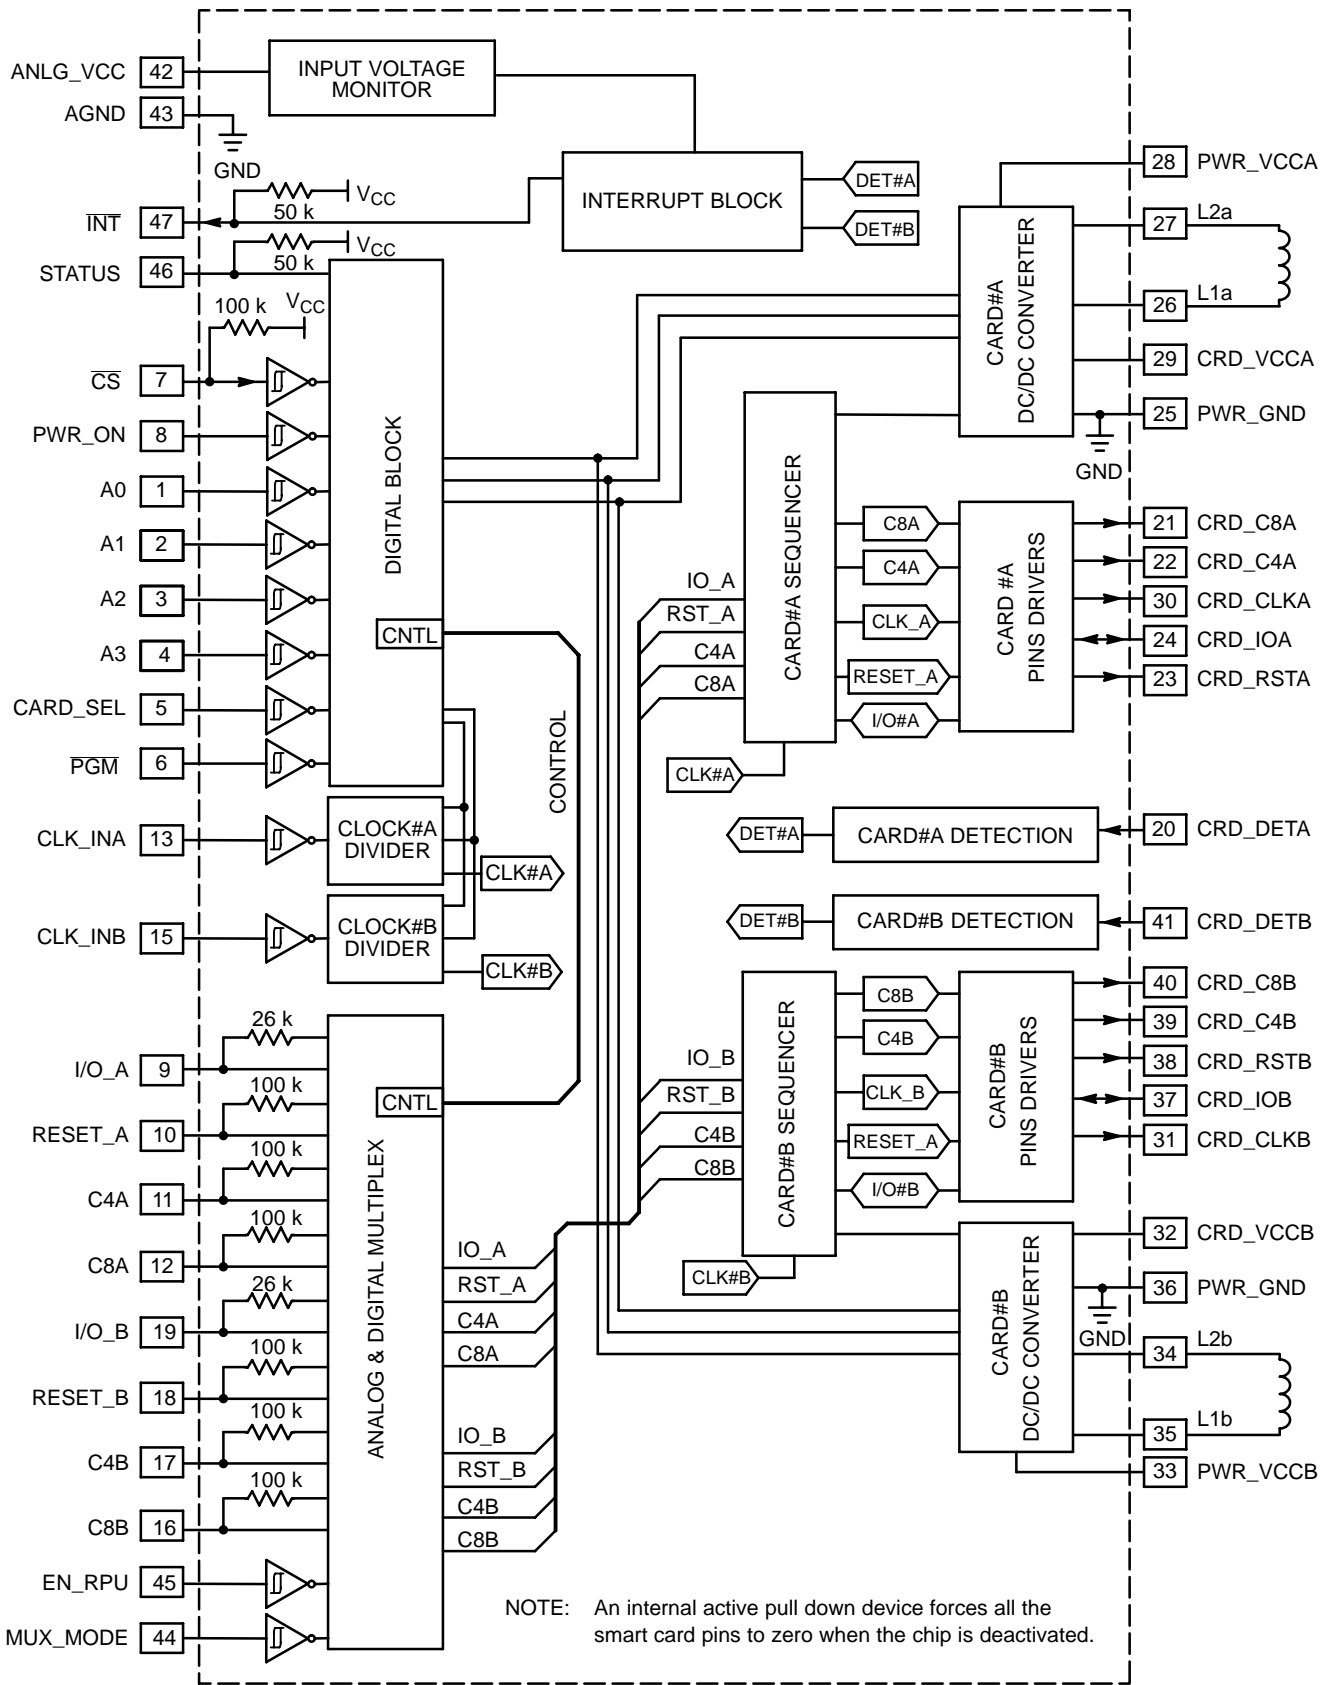 ANLG_VCC 42
INPUT VOLTAGE
MONITOR
AGND 43
GND
INTERRUPT BLOCK
DET#A
DET#B
V_CC
50 k
INT 47
V_CC
50 k
STATUS 46
100 k
V_CC
CS 7
PWR_ON 8
A0 1
A1 2
A2 3
A3 4
CARD_SEL 5
PGM 6
DIGITAL BLOCK
CNTL
CONTROL
CLK_INA 13
CLOCK#A
DIVIDER
CLK#A
CLK_INB 15
CLOCK#B
DIVIDER
CLK#B
26 k
I/O_A 9
100 k
RESET_A 10
100 k
C4A 11
100 k
C8A 12
26 k
I/O_B 19
100 k
RESET_B 18
100 k
C4B 17
100 k
C8B 16
EN_RPU 45
MUX_MODE 44
CNTL
ANALOG & DIGITAL MULTIPLEX
IO_A
RST_A
C4A
C8A
IO_B
RST_B
C4B
C8B
28 PWR_VCCA
27 L2a
26 L1a
29 CRD_VCCA
25 PWR_GND
GND
CARD#A
DC/DC CONVERTER
IO_A
RST_A
C4A
C8A
CARD#A SEQUENCER
CLK#A
C8A
C4A
CLK_A
RESET_A
I/O#A
CARD #A
PINS DRIVERS
21 CRD_C8A
22 CRD_C4A
30 CRD_CLKA
24 CRD_IOA
23 CRD_RSTA
DET#A
CARD#A DETECTION
20 CRD_DETA
DET#B
CARD#B DETECTION
41 CRD_DETB
IO_B
RST_B
C4B
C8B
CARD#B SEQUENCER
CLK#B
C8B
C4B
CLK_B
RESET_A
I/O#B
CARD#B
PINS DRIVERS
40 CRD_C8B
39 CRD_C4B
38 CRD_RSTB
37 CRD_IOB
31 CRD_CLKB
CARD#B
DC/DC CONVERTER
32 CRD_VCCB
36 PWR_GND
GND
34 L2b
35 L1b
33 PWR_VCCB
NOTE: An internal active pull down device forces all the
smart card pins to zero when the chip is deactivated.